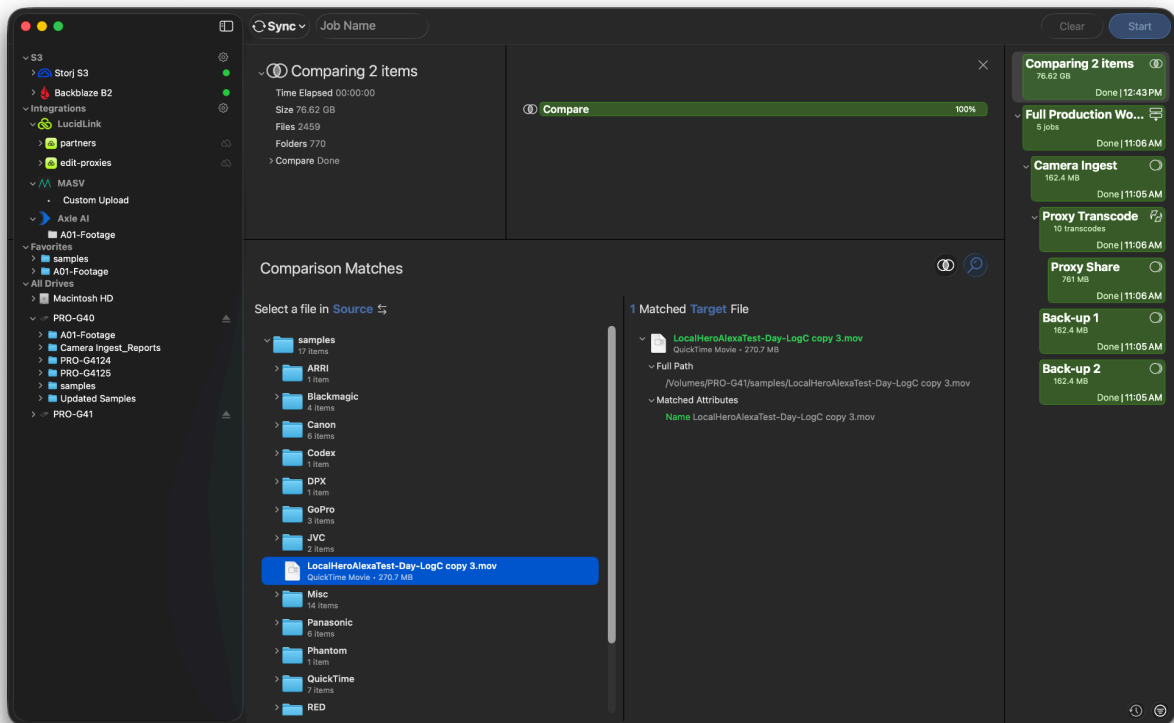 Sync
Job Name
Clear
Start
S3
Storj S3
Backblaze B2
Integrations
LucidLink
partners
edit-proxies
MASV
Custom Upload
Axle AI
A01-Footage
Favorites
samples
A01-Footage
All Drives
Macintosh HD
PRO-G40
A01-Footage
Camera Ingest_Reports
PRO-G4124
PRO-G4125
samples
Updated Samples
PRO-G41
Comparing 2 items
Time Elapsed 00:00:00
Size 76.62 GB
Files 2459
Folders 770
Compare Done
Compare 100%
Comparison Matches
Select a file in Source
samples
17 items
ARRI
1 item
Blackmagic
4 items
Canon
6 items
Codex
1 item
DPX
1 item
GoPro
3 items
JVC
2 items
LocalHeroAlexaTest-Day-LogC copy 3.mov
QuickTime Movie • 270.7 MB
Misc
14 items
Panasonic
6 items
Phantom
1 item
QuickTime
7 items
RED
1 Matched Target File
LocalHeroAlexaTest-Day-LogC copy 3.mov
QuickTime Movie • 270.7 MB
Full Path
/Volumes/PRO-G41/samples/LocalHeroAlexaTest-Day-LogC copy 3.mov
Matched Attributes
Name LocalHeroAlexaTest-Day-LogC copy 3.mov
Comparing 2 items
76.62 GB
Done | 12:43 PM
Full Production Wo...
5 jobs
Done | 11:06 AM
Camera Ingest
162.4 MB
Done | 11:05 AM
Proxy Transcode
10 transcodes
Done | 11:06 AM
Proxy Share
761 MB
Done | 11:06 AM
Back-up 1
162.4 MB
Done | 11:05 AM
Back-up 2
162.4 MB
Done | 11:05 AM